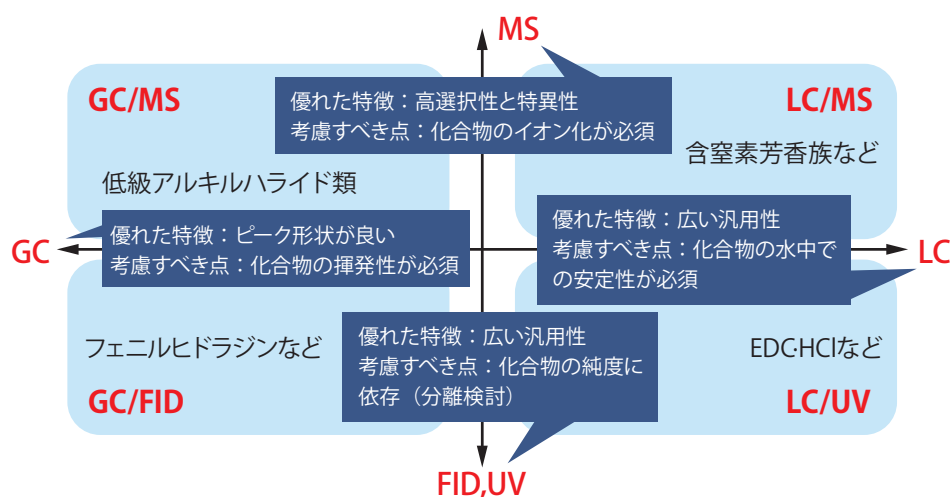 MS
GC/MS
優れた特徴：高選択性と特異性
考慮すべき点：化合物のイオン化が必須
LC/MS
含窒素芳香族など
低級アルキルハライド類
GC
優れた特徴：ピーク形状が良い
考慮すべき点：化合物の揮発性が必須
優れた特徴：広い汎用性
考慮すべき点：化合物の水中で
の安定性が必須
LC
フェニルヒドラジンなど
優れた特徴：広い汎用性
考慮すべき点：化合物の純度に
依存（分離検討）
EDC·HClなど
GC/FID
LC/UV
FID,UV